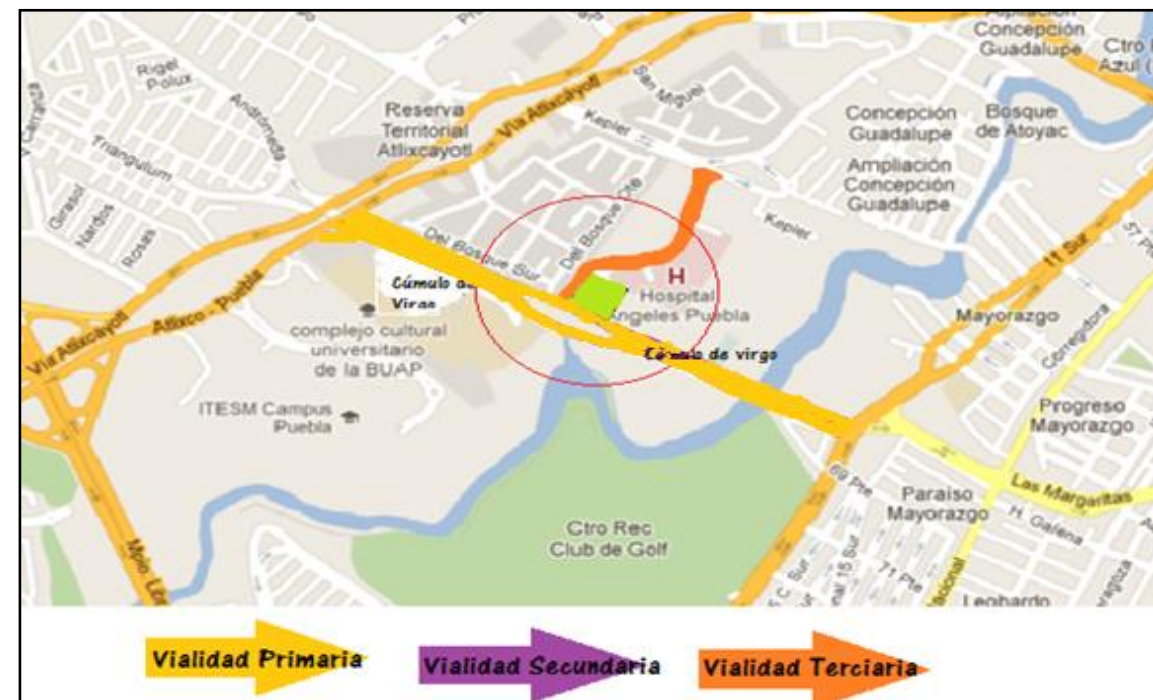 Ampliación
Concepción
Guadalupe
Ctro
Azul
Rigel
Polux
Andrómeda
Triangulum
Girasol
Nardos
Rosas
Reserva
Territorial
Atlixcayotl
Vía Atlixcayotl
San Miguel
Kepler
Concepción
Guadalupe
Bosque
de Atoyac
Ampliación
Concepción
Guadalupe
Kepler
11 Sur
Del Bosque Ote
Del Bosque Sur
Cúmulo de
Virgo
H
Hospital
Angeles Puebla
Mayorazgo
Corregidora
Vía Atlixcayotl
Atlixco - Puebla
complejo cultural
universitario
de la BUAP
Cúmulo de virgo
ITESM Campus
Puebla
Progreso
Mayorazgo
69 Pte
Las Margaritas
Paraíso
Mayorazgo
H. Galena
Ctro Rec
Club de Golf
15 Sur
71 Pte
Leobardo
Vialidad Primaria
Vialidad Secundaria
Vialidad Terciaria